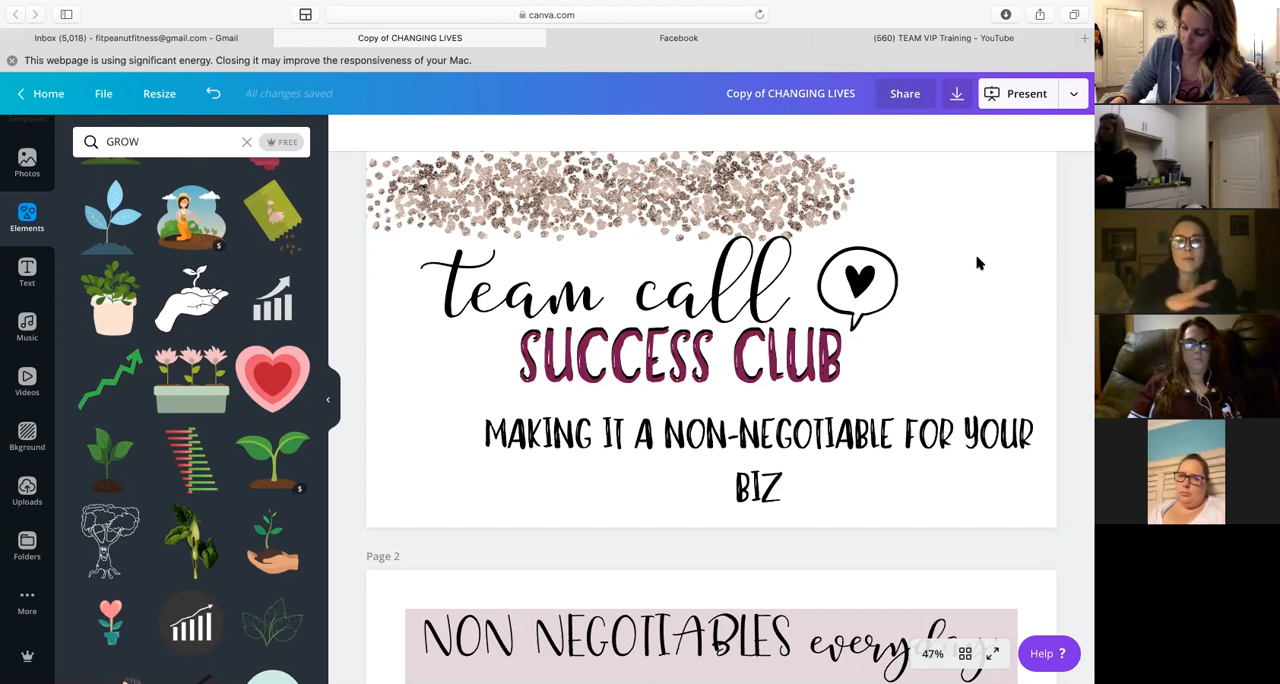 canva.com
Inbox (5,018) - fitpeanutfitness@gmail.com - Gmail
Copy of CHANGING LIVES
Facebook
(560) TEAM VIP Training - YouTube
This webpage is using significant energy. Closing it may improve the responsiveness of your Mac.
Home
File
Resize
All changes saved
Copy of CHANGING LIVES
Share
Present
Templates
GROW
FREE
Photos
Elements
Text
Music
Videos
Bkground
Uploads
Folders
More
$
$
team call
SUCCESS CLUB
MAKING IT A NON-NEGOTIABLE FOR YOUR
BIZ
Page 2
NON NEGOTIABLES everyday
47%
Help ?